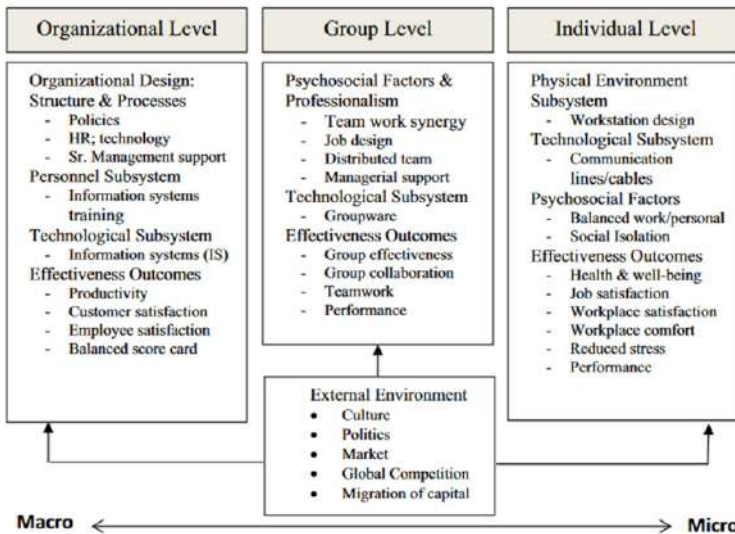 Organizational Level
Organizational Design:
Structure & Processes
- Policies
- HR; technology
- Sr. Management support
Personnel Subsystem
- Information systems
training
Technological Subsystem
- Information systems (IS)
Effectiveness Outcomes
- Productivity
- Customer satisfaction
- Employee satisfaction
- Balanced score card
Group Level
Psychosocial Factors &
Professionalism
- Team work synergy
- Job design
- Distributed team
- Managerial support
Technological Subsystem
- Groupware
Effectiveness Outcomes
- Group effectiveness
- Group collaboration
- Teamwork
- Performance
Individual Level
Physical Environment
Subsystem
- Workstation design
Technological Subsystem
- Communication
lines/cables
Psychosocial Factors
- Balanced work/personal
- Social Isolation
Effectiveness Outcomes
- Health & well-being
- Job satisfaction
- Workplace satisfaction
- Workplace comfort
- Reduced stress
- Performance
External Environment
• Culture
• Politics
• Market
• Global Competition
• Migration of capital
Macro
Micro